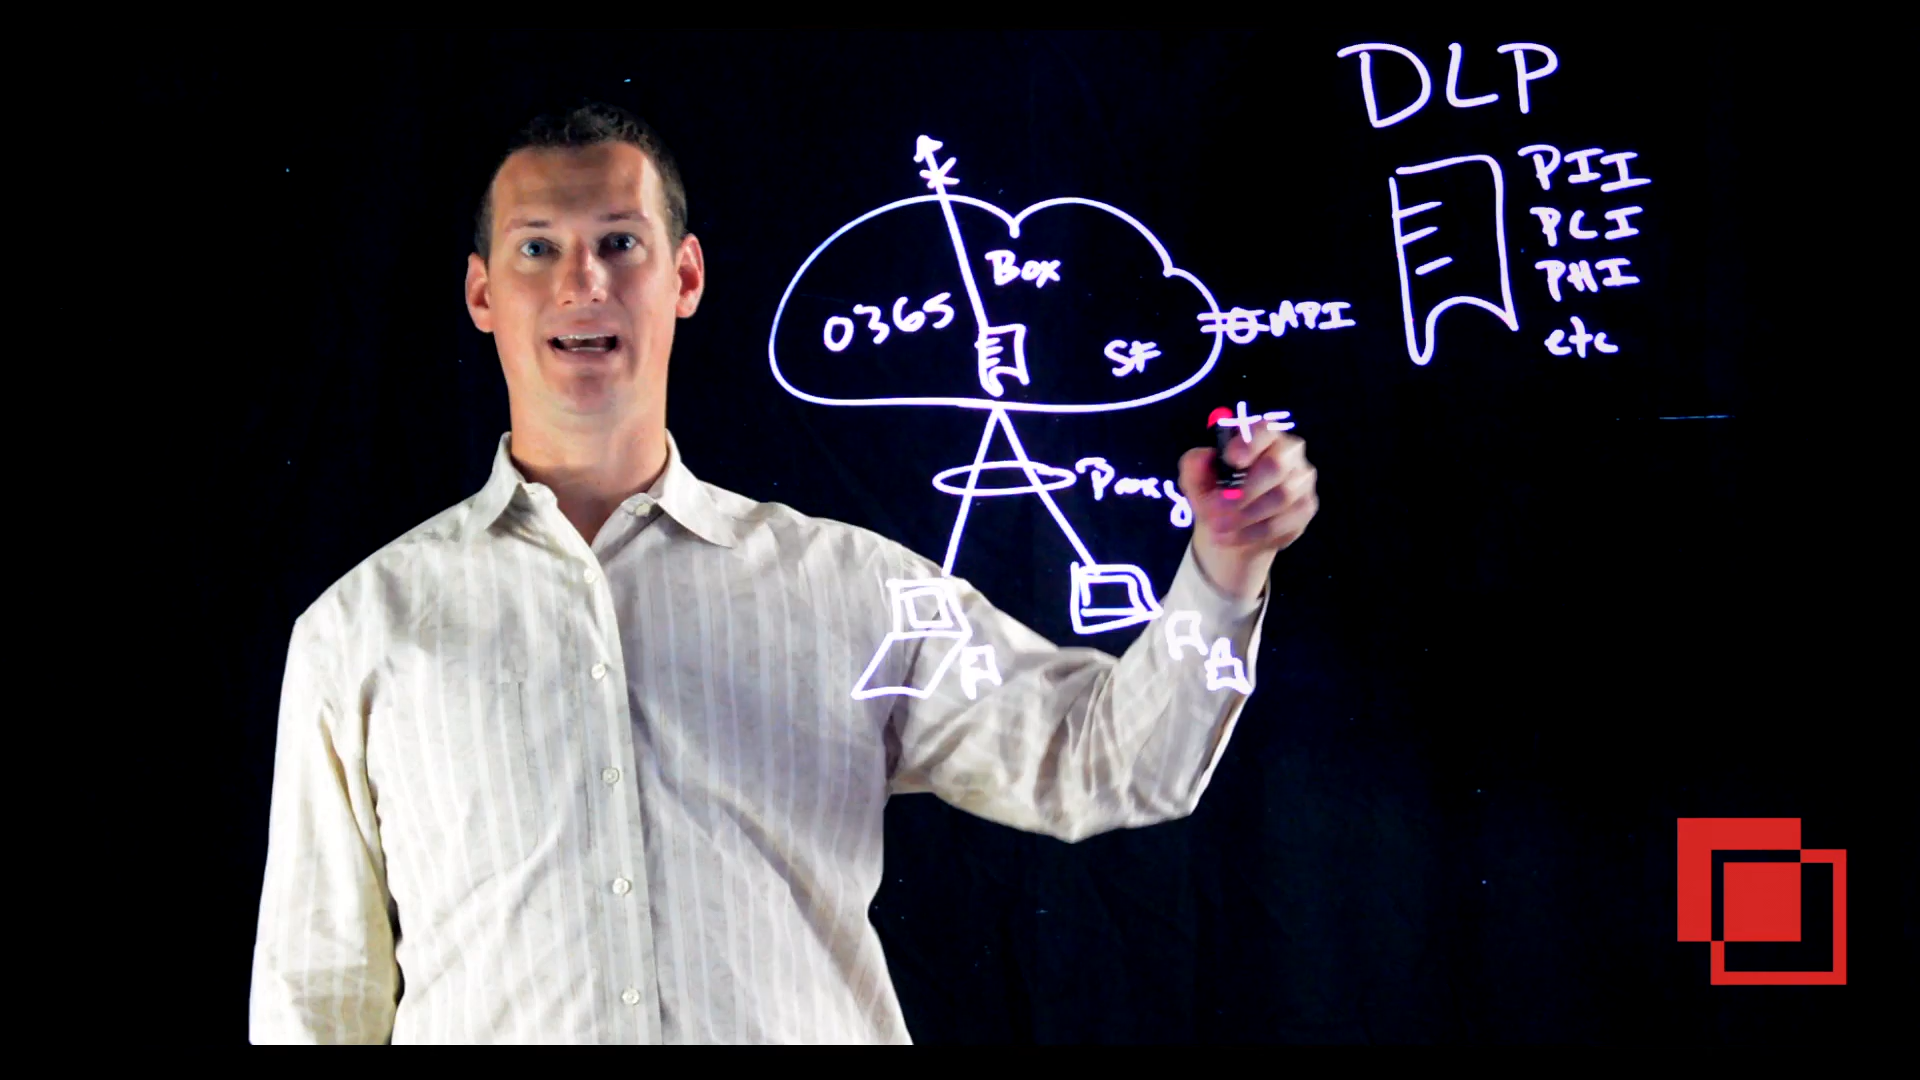 DLP
PII
PCI
PHI
etc
Box
O365
SF
API
+=
Proxy